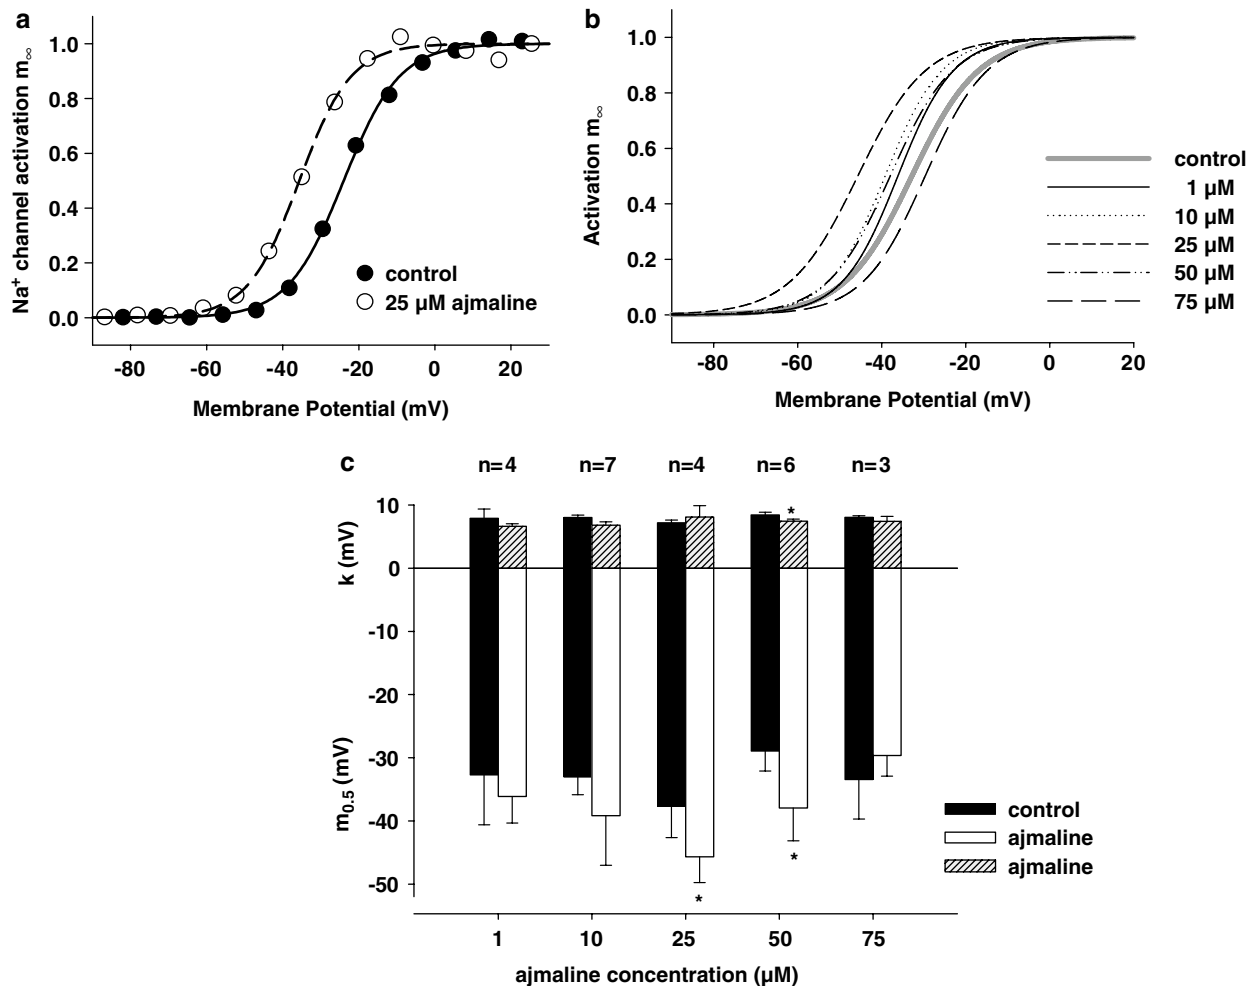 a
Na⁺ channel activation m∞
1.0
0.8
0.6
0.4
0.2
0.0
control
25 µM ajmaline
-80 -60 -40 -20 0 20
Membrane Potential (mV)
b
Activation m∞
1.0
0.8
0.6
0.4
0.2
0.0
-80 -60 -40 -20 0 20
Membrane Potential (mV)
control
1 µM
10 µM
25 µM
50 µM
75 µM
c
n=4 n=7 n=4 n=6 n=3
k (mV)
m0.5 (mV)
10
0
-10
-20
-30
-40
-50
*
*
*
control
ajmaline
ajmaline
1 10 25 50 75
ajmaline concentration (µM)